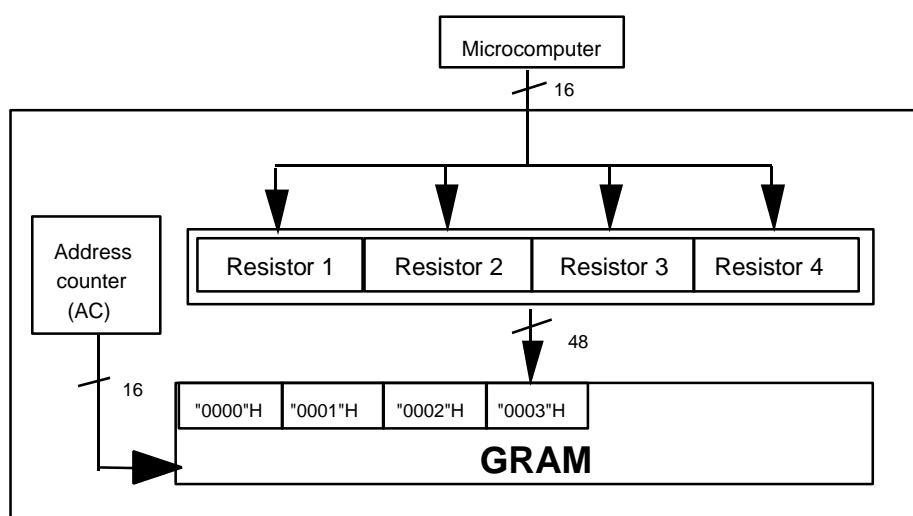 Microcomputer
16
Address
counter
(AC)
Resistor 1
Resistor 2
Resistor 3
Resistor 4
48
16
"0000"H
"0001"H
"0002"H
"0003"H
GRAM